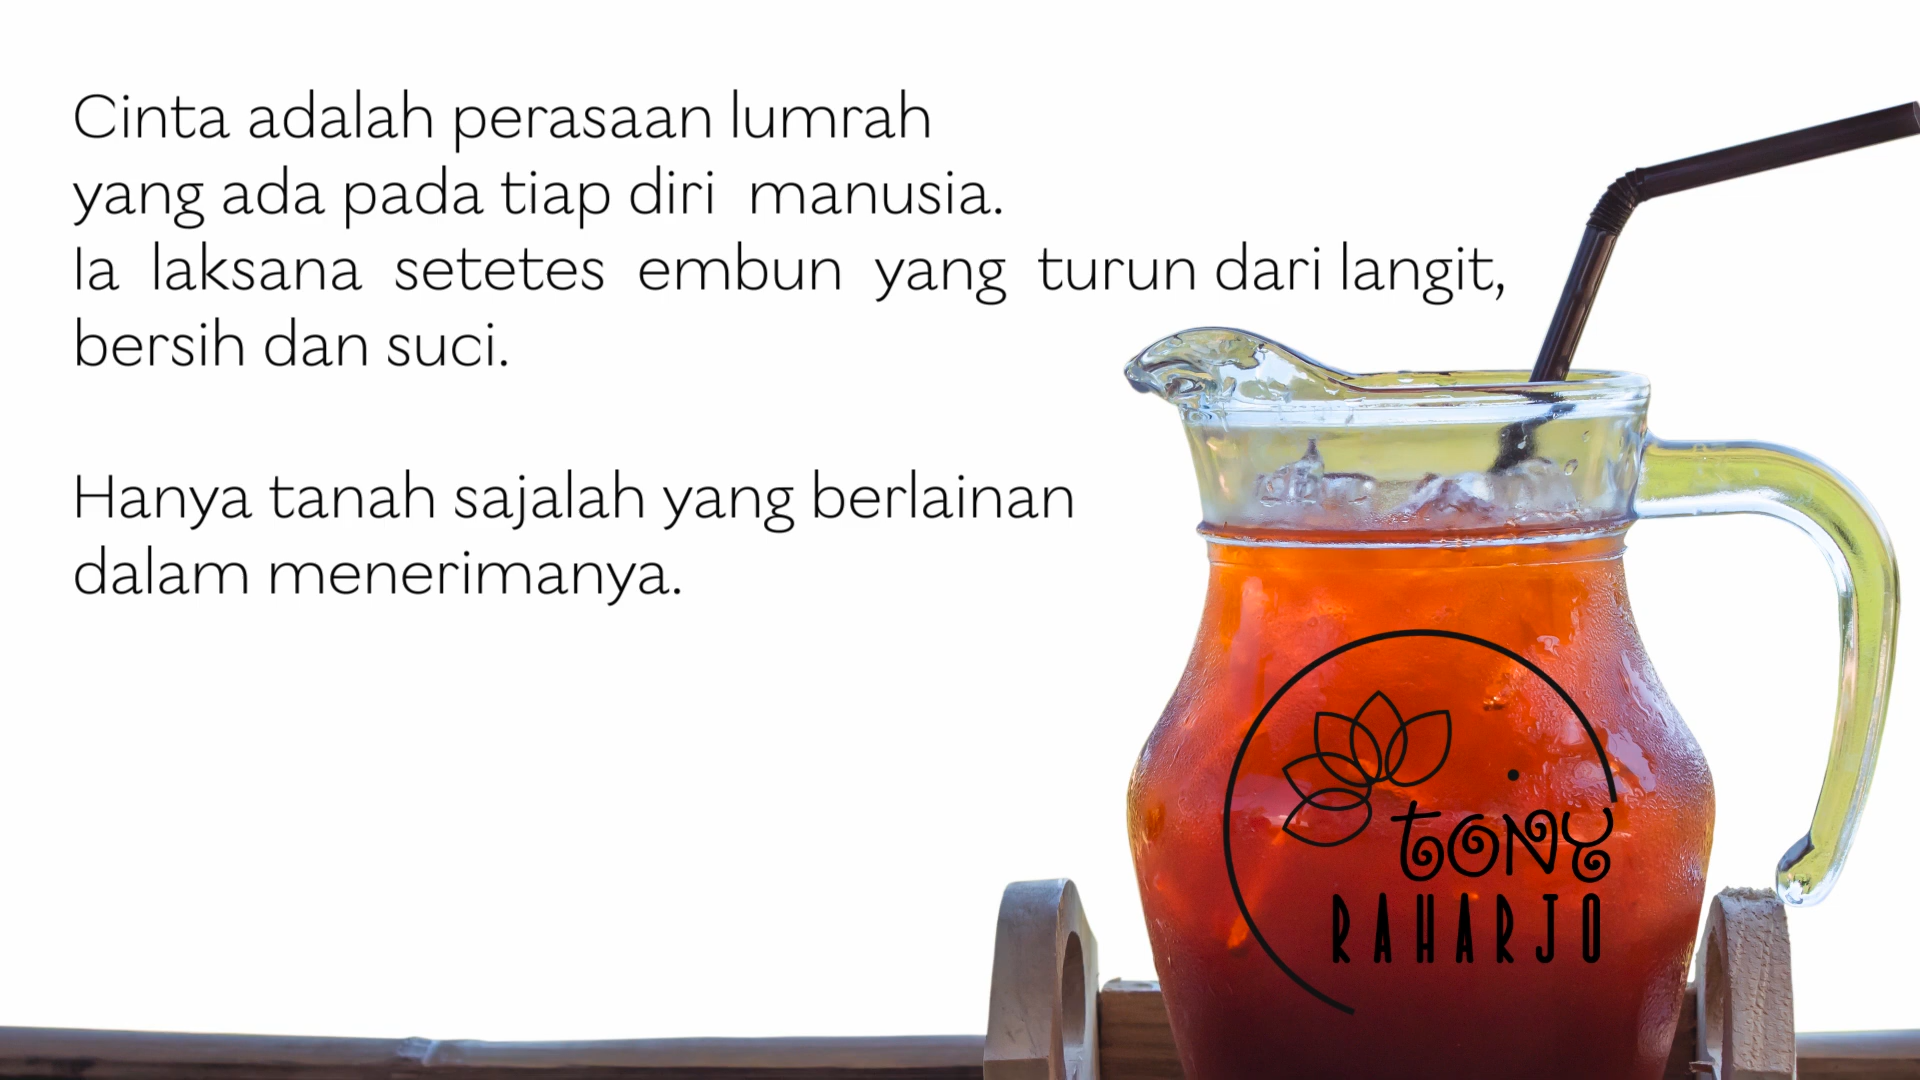 Cinta adalah perasaan lumrah
yang ada pada tiap diri manusia.
Ia laksana setetes embun yang turun dari langit,
bersih dan suci.
Hanya tanah sajalah yang berlainan
dalam menerimanya.
tony
RAHARJO